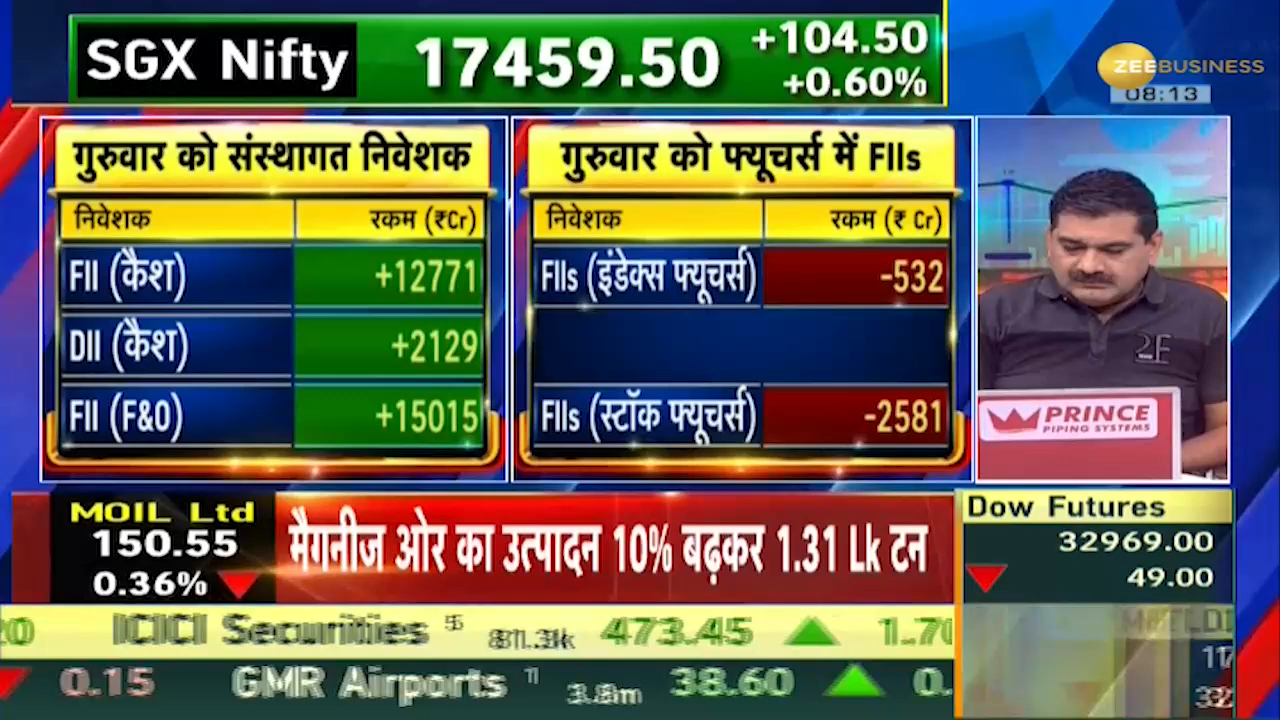 SGX Nifty 17459.50 +104.50
+0.60%
ZEEBUSINESS
08:13
गुरुवार को संस्थागत निवेशक
निवेशक रकम (₹Cr)
FII (कैश) +12771
DII (कैश) +2129
FII (F&O) +15015
गुरुवार को फ्यूचर्स में FIIs
निवेशक रकम (₹ Cr)
FIIs (इंडेक्स फ्यूचर्स) -532
FIIs (स्टॉक फ्यूचर्स) -2581
PRINCE
PIPING SYSTEMS
MOIL Ltd
150.55
0.36%
मैगनीज ओर का उत्पादन 10% बढ़कर 1.31 Lk टन
Dow Futures
32969.00
49.00
ICICI Securities 473.45
0.15 GMR Airports 3.8m 38.60